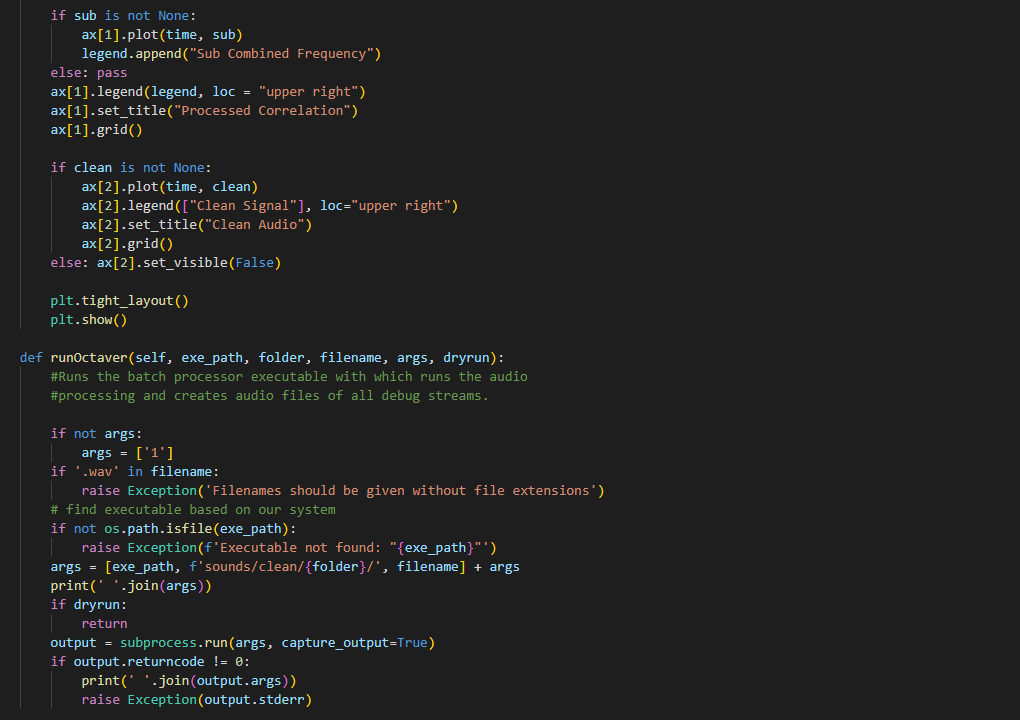 if sub is not None:
ax[1].plot(time, sub)
legend.append("Sub Combined Frequency")
else: pass
ax[1].legend(legend, loc = "upper right")
ax[1].set_title("Processed Correlation")
ax[1].grid()
if clean is not None:
ax[2].plot(time, clean)
ax[2].legend(["Clean Signal"], loc="upper right")
ax[2].set_title("Clean Audio")
ax[2].grid()
else: ax[2].set_visible(False)
plt.tight_layout()
plt.show()
def runOctaver(self, exe_path, folder, filename, args, dryrun):
#Runs the batch processor executable with which runs the audio
#processing and creates audio files of all debug streams.
if not args:
args = ['1']
if '.wav' in filename:
raise Exception('Filenames should be given without file extensions')
# find executable based on our system
if not os.path.isfile(exe_path):
raise Exception(f'Executable not found: "{exe_path}"')
args = [exe_path, f'sounds/clean/{folder}/', filename] + args
print(' '.join(args))
if dryrun:
return
output = subprocess.run(args, capture_output=True)
if output.returncode != 0:
print(' '.join(output.args))
raise Exception(output.stderr)